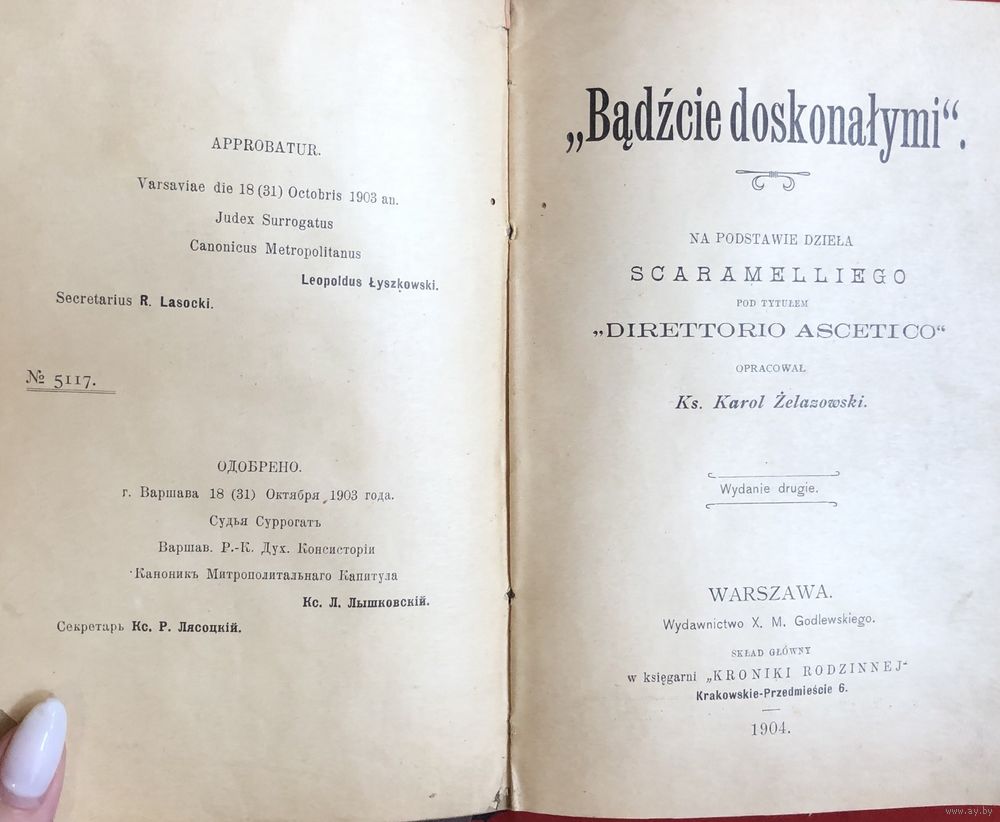 APPROBATUR.
Varsaviae die 18 (31) Octobris 1903 an.
Judex Surrogatus
Canonicus Metropolitanus
Leopoldus Łyszkowski.
Secretarius R. Lasocki.
№ 5117.
ОДОБРЕНО.
г. Варшава 18 (31) Октября 1903 года.
Судья Суррогатъ
Варшав. Р.-К. Дух. Консисторіи
Каноникъ Митрополитальнаго Капитула
Кс. Л. Лышковскій.
Секретарь Кс. Р. Лясоцкій.
„Bądźcie doskonałymi“.
NA PODSTAWIE DZIEŁA
SCARAMELLIEGO
POD TYTUŁEM
„DIRETTORIO ASCETICO“
OPRACOWAŁ
Ks. Karol Żelazowski.
Wydanie drugie.
WARSZAWA.
Wydawnictwo X. M. Godlewskiego.
SKŁAD GŁÓWNY
w księgarni „KRONIKI RODZINNEJ“
Krakowskie-Przedmieście 6.
1904.
www.ay.by